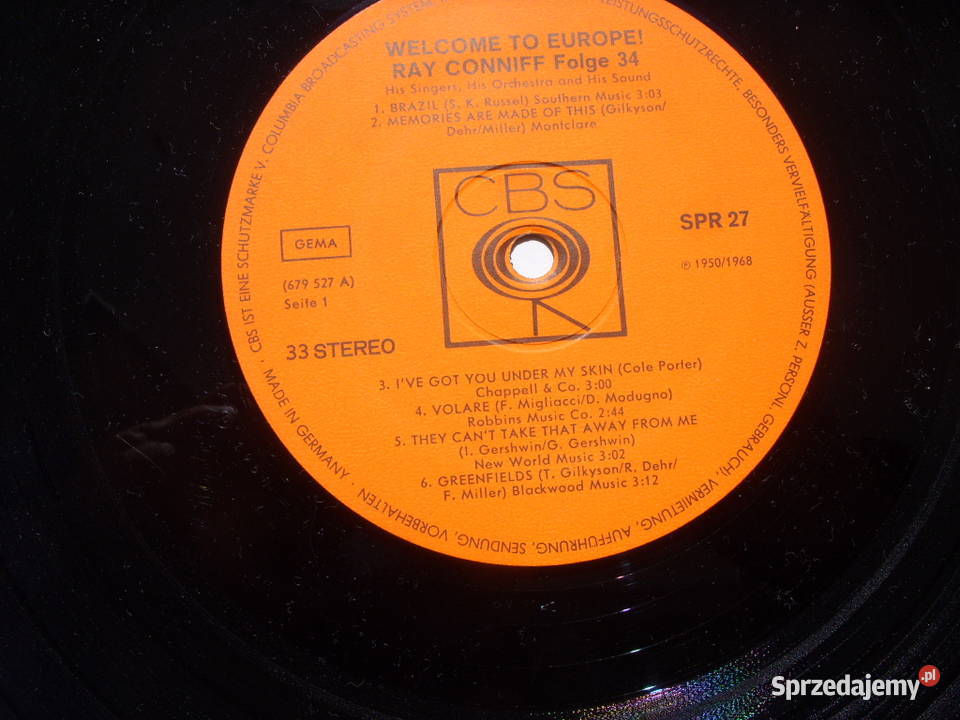 WELCOME TO EUROPE!
RAY CONNIFF Folge 34
His Singers, His Orchestra and His Sound
1. BRAZIL (S. K. Russel) Southern Music 3:03
2. MEMORIES ARE MADE OF THIS (Gilkyson/
Dehr/Miller) Montclare
CBS
GEMA
(679 527 A)
Seite 1
33 STEREO
SPR 27
℗ 1950/1968
3. I'VE GOT YOU UNDER MY SKIN (Cole Porter)
Chappell & Co. 3:00
4. VOLARE (F. Migliacci/D. Modugno)
Robbins Music Co. 2:44
5. THEY CAN'T TAKE THAT AWAY FROM ME
(I. Gershwin/G. Gershwin)
New World Music 3:02
6. GREENFIELDS (T. Gilkyson/R. Dehr/
F. Miller) Blackwood Music 3:12
· CBS IST EINE SCHUTZMARKE V. COLUMBIA BROADCASTING SYSTEM,
LEISTUNGSSCHUTZRECHTE, BESONDERS VERVIELFÄLTIGUNG (AUSSER Z. PERSÖNL. GEBRAUCH), VERMIETUNG, AUFFÜHRUNG, SENDUNG, VORBEHALTEN · MADE IN GERMANY
Sprzedajemy.pl